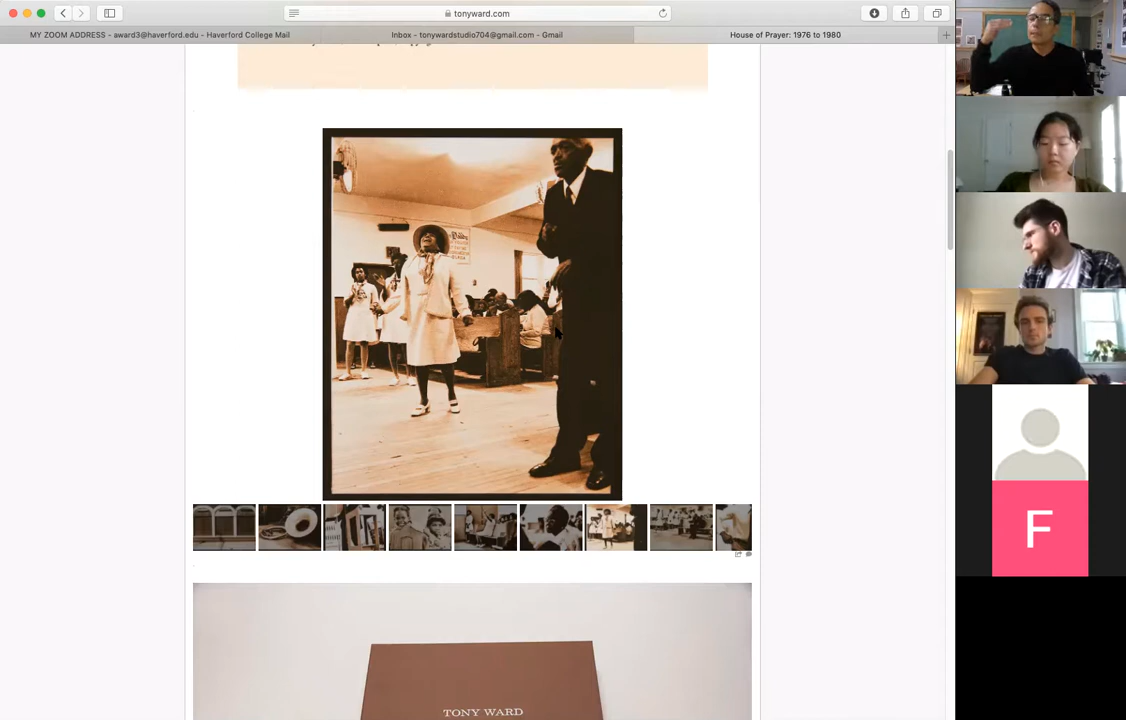 tonyward.com
MY ZOOM ADDRESS - award3@haverford.edu - Haverford College Mail
Inbox - tonywardstudio704@gmail.com - Gmail
House of Prayer: 1976 to 1980
TONY WARD
F